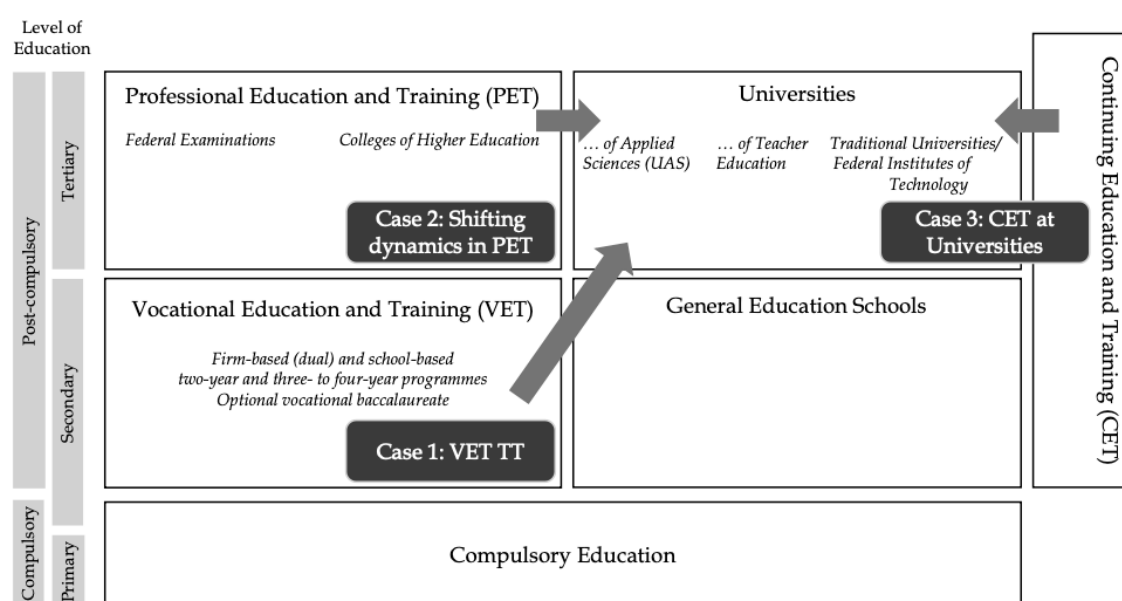 Level of
Education
Post-compulsory
Compulsory
Tertiary
Secondary
Primary
Professional Education and Training (PET)
Federal Examinations
Colleges of Higher Education
Case 2: Shifting
dynamics in PET
Universities
… of Applied
Sciences (UAS)
… of Teacher
Education
Traditional Universities/
Federal Institutes of
Technology
Case 3: CET at
Universities
Vocational Education and Training (VET)
Firm-based (dual) and school-based
two-year and three- to four-year programmes
Optional vocational baccalaureate
Case 1: VET TT
General Education Schools
Continuing Education and Training (CET)
Compulsory Education